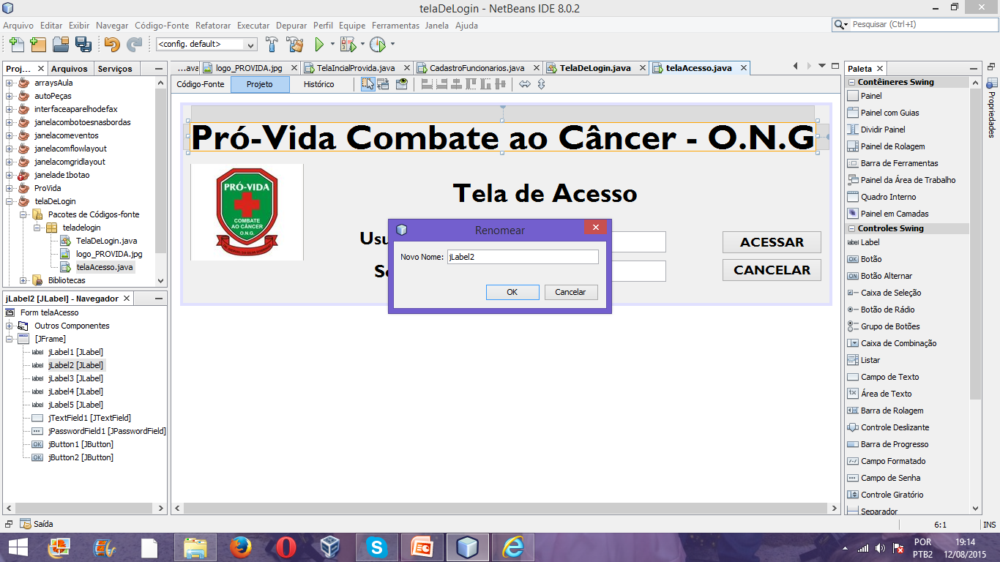 telaDeLogin - NetBeans IDE 8.0.2
Arquivo Editar Exibir Navegar Código-Fonte Refatorar Executar Depurar Perfil Equipe Ferramentas Janela Ajuda
Pesquisar (Ctrl+I)
<config. default>
Proj... Arquivos Serviços
...ava logo_PROVIDA.jpg TelaIncialProvida.java CadastroFuncionarios.java TelaDeLogin.java telaAcesso.java
Código-Fonte Projeto Histórico
arraysAula
autoPeças
interfaceaparelhodefax
janelacombotoesnasbordas
janelacomeventos
janelacomflowlayout
janelacomgridlayout
janelade1botao
ProVida
telaDeLogin
Pacotes de Códigos-fonte
teladelogin
TelaDeLogin.java
logo_PROVIDA.jpg
telaAcesso.java
Bibliotecas
jLabel2 [JLabel] - Navegador
Form telaAcesso
Outros Componentes
[JFrame]
jLabel1 [JLabel]
jLabel2 [JLabel]
jLabel3 [JLabel]
jLabel4 [JLabel]
jLabel5 [JLabel]
jTextField1 [JTextField]
jPasswordField1 [JPasswordField]
jButton1 [JButton]
jButton2 [JButton]
Pró-Vida Combate ao Câncer - O.N.G
PRÓ-VIDA
COMBATE
AO CÂNCER
O.N.G.
Tela de Acesso
Usu
Se
ACESSAR
CANCELAR
Renomear
Novo Nome: jLabel2
OK Cancelar
Paleta
Contêineres Swing
Painel
Painel com Guias
Dividir Painel
Painel de Rolagem
Barra de Ferramentas
Painel da Área de Trabalho
Quadro Interno
Painel em Camadas
Controles Swing
label Label
OK Botão
ON Botão Alternar
Caixa de Seleção
Botão de Rádio
Grupo de Botões
Caixa de Combinação
Listar
Campo de Texto
Área de Texto
Barra de Rolagem
Controle Deslizante
Barra de Progresso
Campo Formatado
Campo de Senha
Controle Giratório
Separador
Propriedades
Saída
6:1 INS
POR
PTB2
19:14
12/08/2015